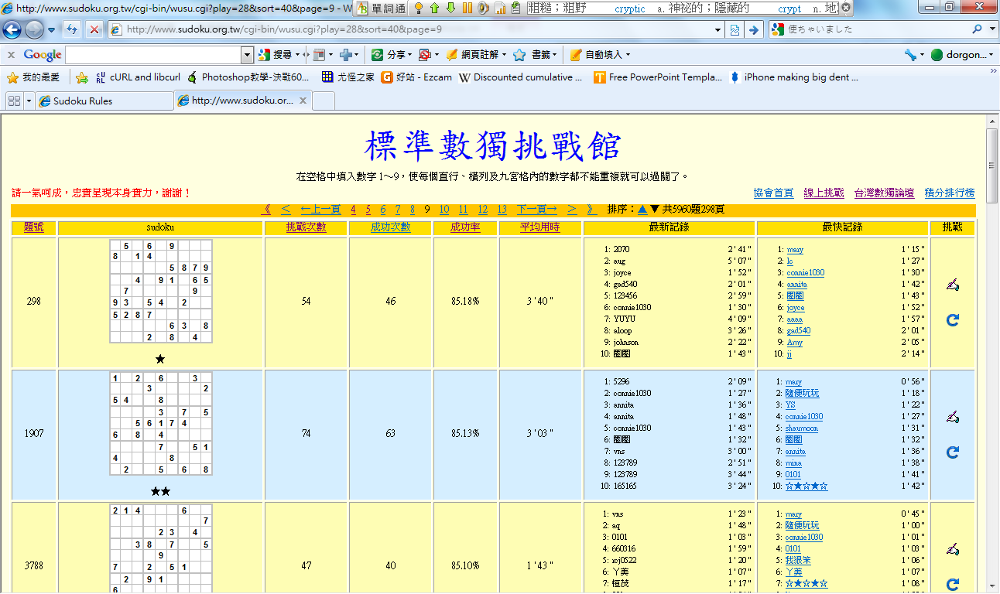 http://www.sudoku.org.tw/cgi-bin/wusu.cgi?play=28&sort=40&page=9 - W
單詞通
粗糙；粗野 cryptic a. 神祕的；隱藏的 crypt n. 地
http://www.sudoku.org.tw/cgi-bin/wusu.cgi?play=28&sort=40&page=9
使ちゃいました
x Google 搜尋 分享 網頁註解 書籤 自動填入 dorgon...
我的最愛 cURL and libcurl Photoshop教學-決戰60... 尤怪之家 好站 - Ezcam Discounted cumulative ... Free PowerPoint Templa... iPhone making big dent ...
Sudoku Rules http://www.sudoku.or... x
標準數獨挑戰館
在空格中填入數字 1～9，使每個直行、橫列及九宮格內的數字都不能重複就可以過關了。
請一氣呵成，忠實呈現本身實力，謝謝！ 協會首頁 線上挑戰 台灣數獨論壇 積分排行榜
《 ＜ ←上一頁 4 5 6 7 8 9 10 11 12 13 下一頁→ ＞ 》 排序：▲▼ 共5960題298頁
題號 sudoku 挑戰次數 成功次數 成功率 平均用時 最新記錄 最快記錄 挑戰
298
5 6 9
8 1 4
5 8 7 9
4 9 1 6 5
7 9
9 3 5 4 2
5 2 8 7
6 3 8
2 8 4
★
54 46 85.18% 3 ' 40 "
1: 2070 2 ' 41 "
2: aug 5 ' 07 "
3: joyce 1 ' 52 "
4: gad540 2 ' 01 "
5: 123456 2 ' 59 "
6: connie1030 1 ' 30 "
7: YUYU 4 ' 09 "
8: aloop 3 ' 26 "
9: johnson 2 ' 22 "
10: 圈圈 1 ' 43 "
1: mary 1 ' 15 "
2: lc 1 ' 27 "
3: connie1030 1 ' 30 "
4: annita 1 ' 42 "
5: 圈圈 1 ' 43 "
6: joyce 1 ' 52 "
7: aaaa 1 ' 57 "
8: gad540 2 ' 01 "
9: Amy 2 ' 05 "
10: jj 2 ' 14 "
1907
1 2 6 3
3 2
5 4 8
3 7 5
5 6 1 7 4
6 8 4
7 5 1
4 8
2 5 6 8
★★
74 63 85.13% 3 ' 03 "
1: 5296 2 ' 09 "
2: connie1030 1 ' 27 "
3: annita 1 ' 36 "
4: annita 1 ' 48 "
5: connie1030 1 ' 43 "
6: 圈圈 1 ' 32 "
7: vns 3 ' 00 "
8: 123789 2 ' 51 "
9: 123789 3 ' 44 "
10: 165165 3 ' 24 "
1: mary 0 ' 56 "
2: 隨便玩玩 1 ' 18 "
3: YS 1 ' 22 "
4: connie1030 1 ' 27 "
5: shaumoon 1 ' 31 "
6: 圈圈 1 ' 32 "
7: annita 1 ' 36 "
8: mina 1 ' 38 "
9: 0101 1 ' 41 "
10: ☆★☆★☆ 1 ' 42 "
3788
2 1 4 6
7
2 3 4
3 8 7 5
9
7 2 5 1
2 9 1
6
47 40 85.10% 1 ' 43 "
1: vns 1 ' 23 "
2: aq 1 ' 48 "
3: 0101 1 ' 03 "
4: 660316 1 ' 59 "
5: rcj0522 1 ' 20 "
6: 丫美 1 ' 07 "
7: 桓茂 1 ' 17 "
1: mary 0 ' 45 "
2: 隨便玩玩 1 ' 00 "
3: connie1030 1 ' 01 "
4: 0101 1 ' 03 "
5: 我狠笨 1 ' 06 "
6: 丫美 1 ' 07 "
7: ☆★☆★☆ 1 ' 08 "